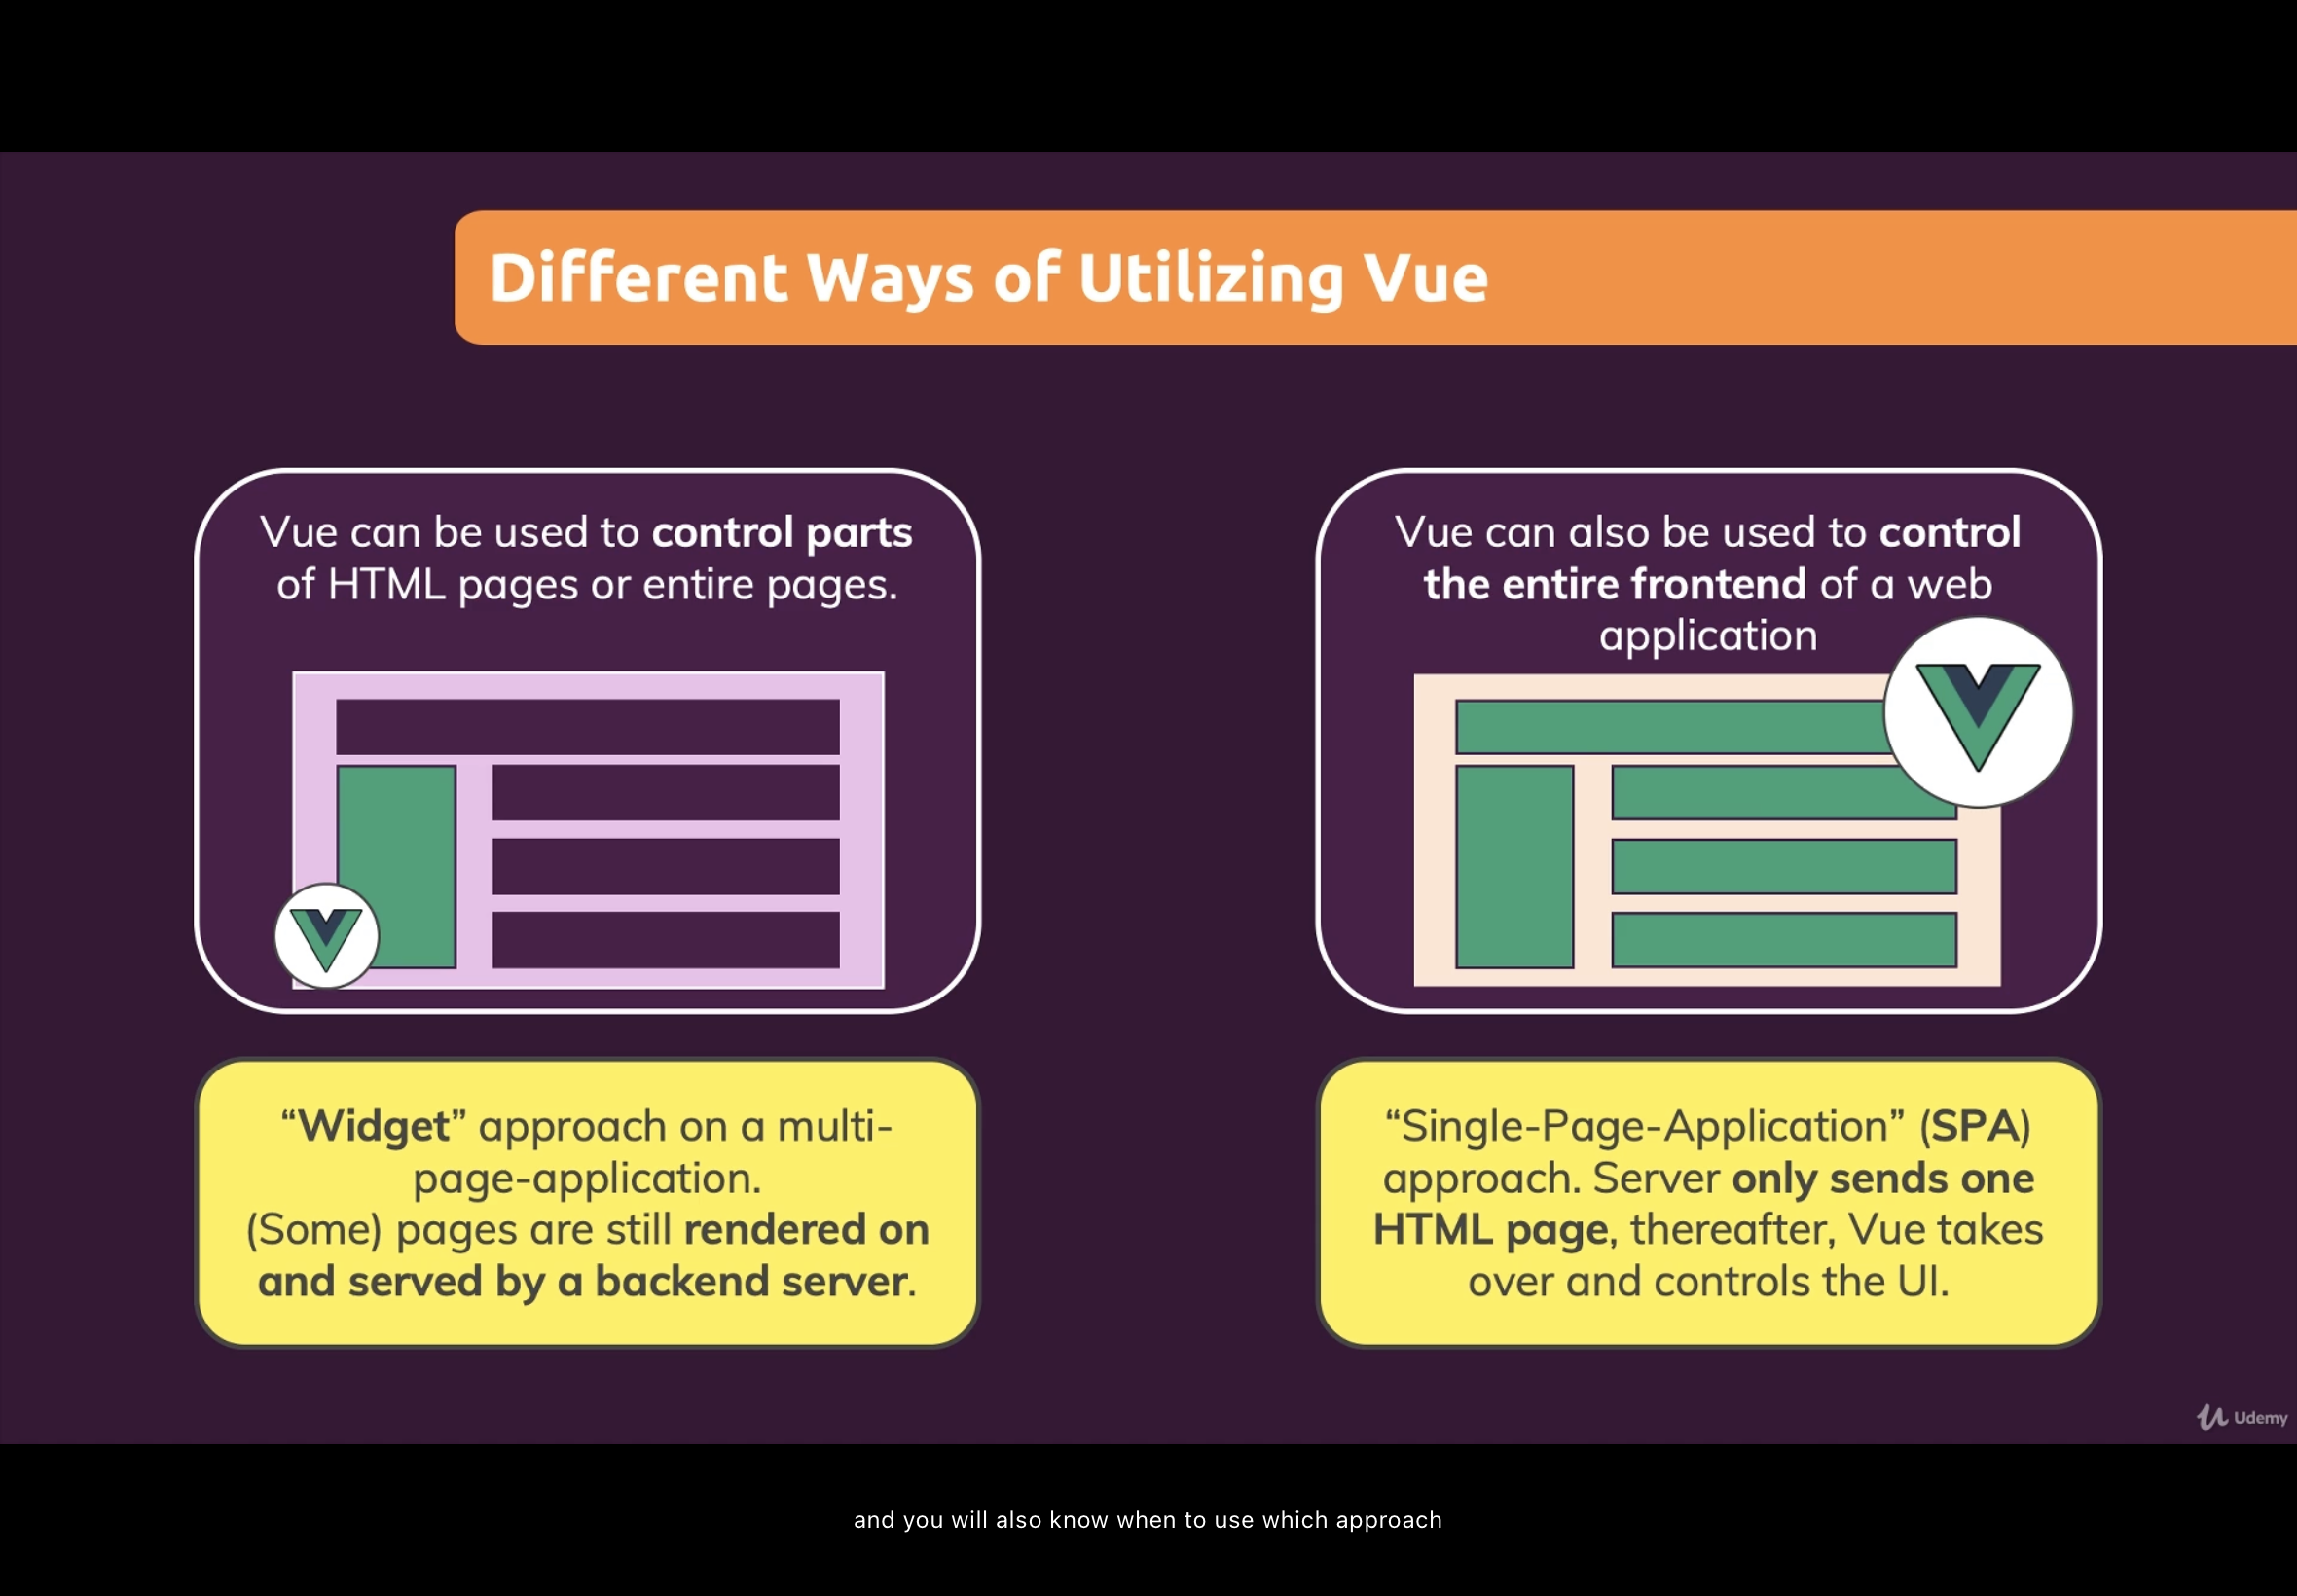 Different Ways of Utilizing Vue
Vue can be used to control parts
of HTML pages or entire pages.
Vue can also be used to control
the entire frontend of a web
application
“Widget” approach on a multi-
page-application.
(Some) pages are still rendered on
and served by a backend server.
“Single-Page-Application” (SPA)
approach. Server only sends one
HTML page, thereafter, Vue takes
over and controls the UI.
Udemy
and you will also know when to use which approach